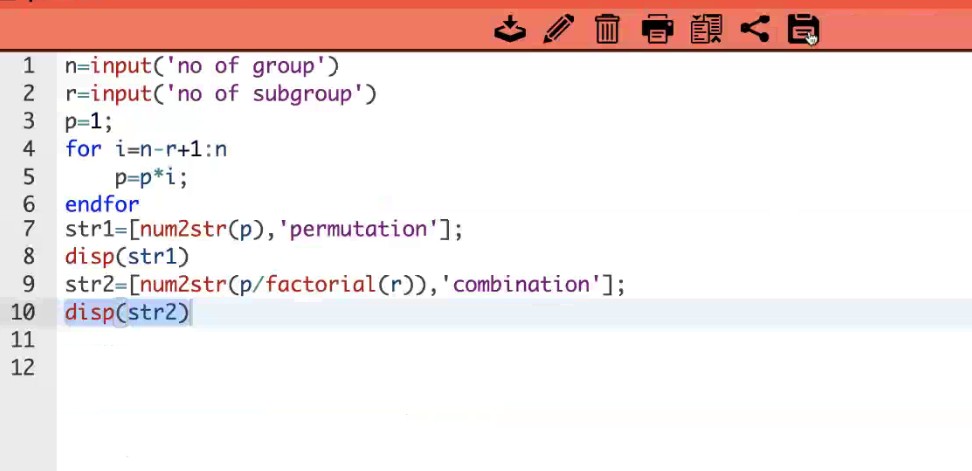 1 n=input('no of group')
2 r=input('no of subgroup')
3 p=1;
4 for i=n-r+1:n
5 p=p*i;
6 endfor
7 str1=[num2str(p),'permutation'];
8 disp(str1)
9 str2=[num2str(p/factorial(r)),'combination'];
10 disp(str2)
11
12